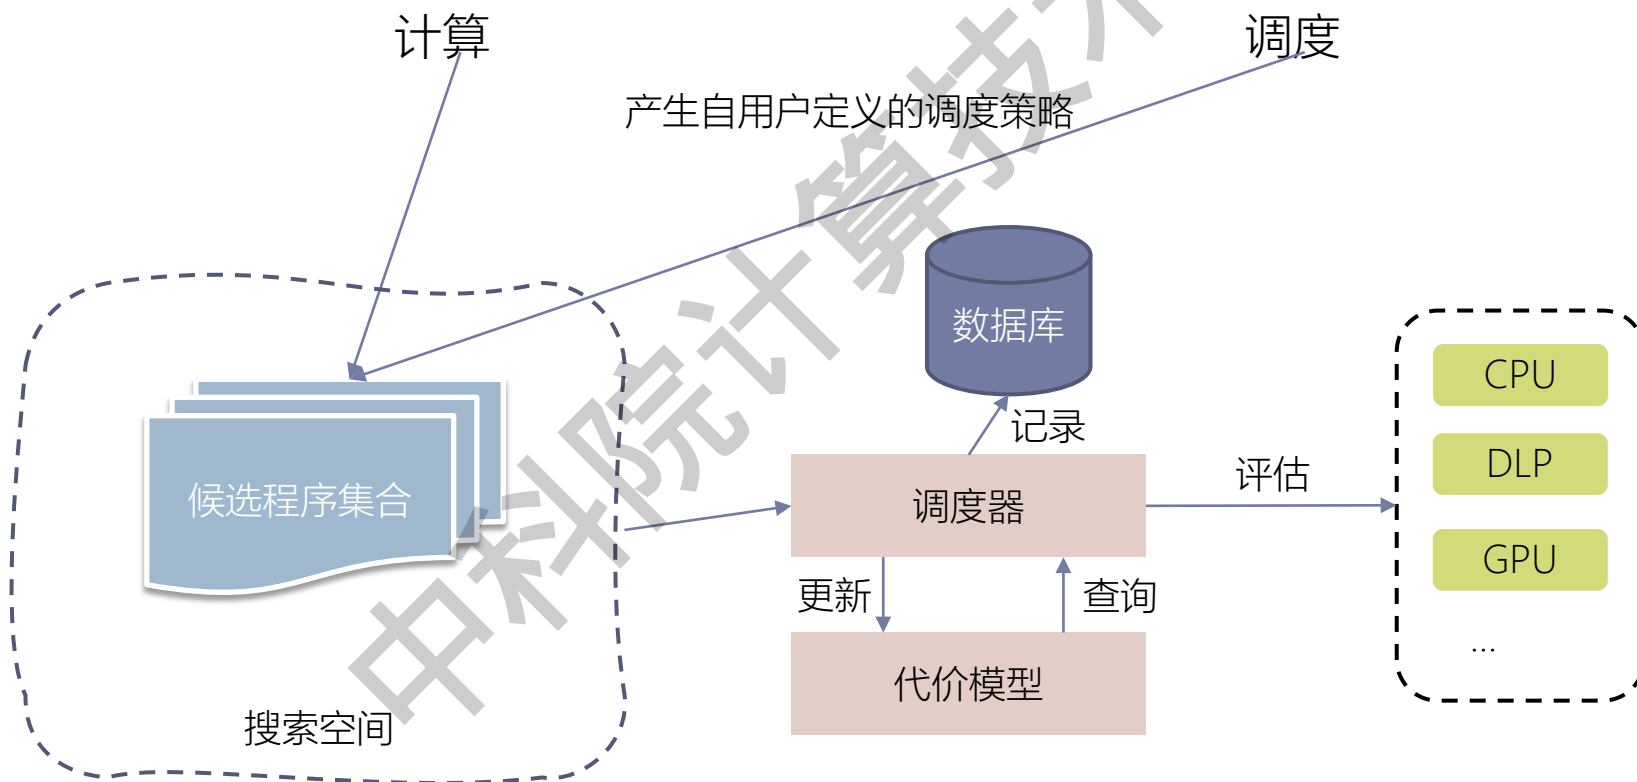 计算
调度
产生自用户定义的调度策略
数据库
CPU
记录
DLP
评估
候选程序集合
调度器
GPU
更新
查询
...
代价模型
搜索空间
中科院计算技术